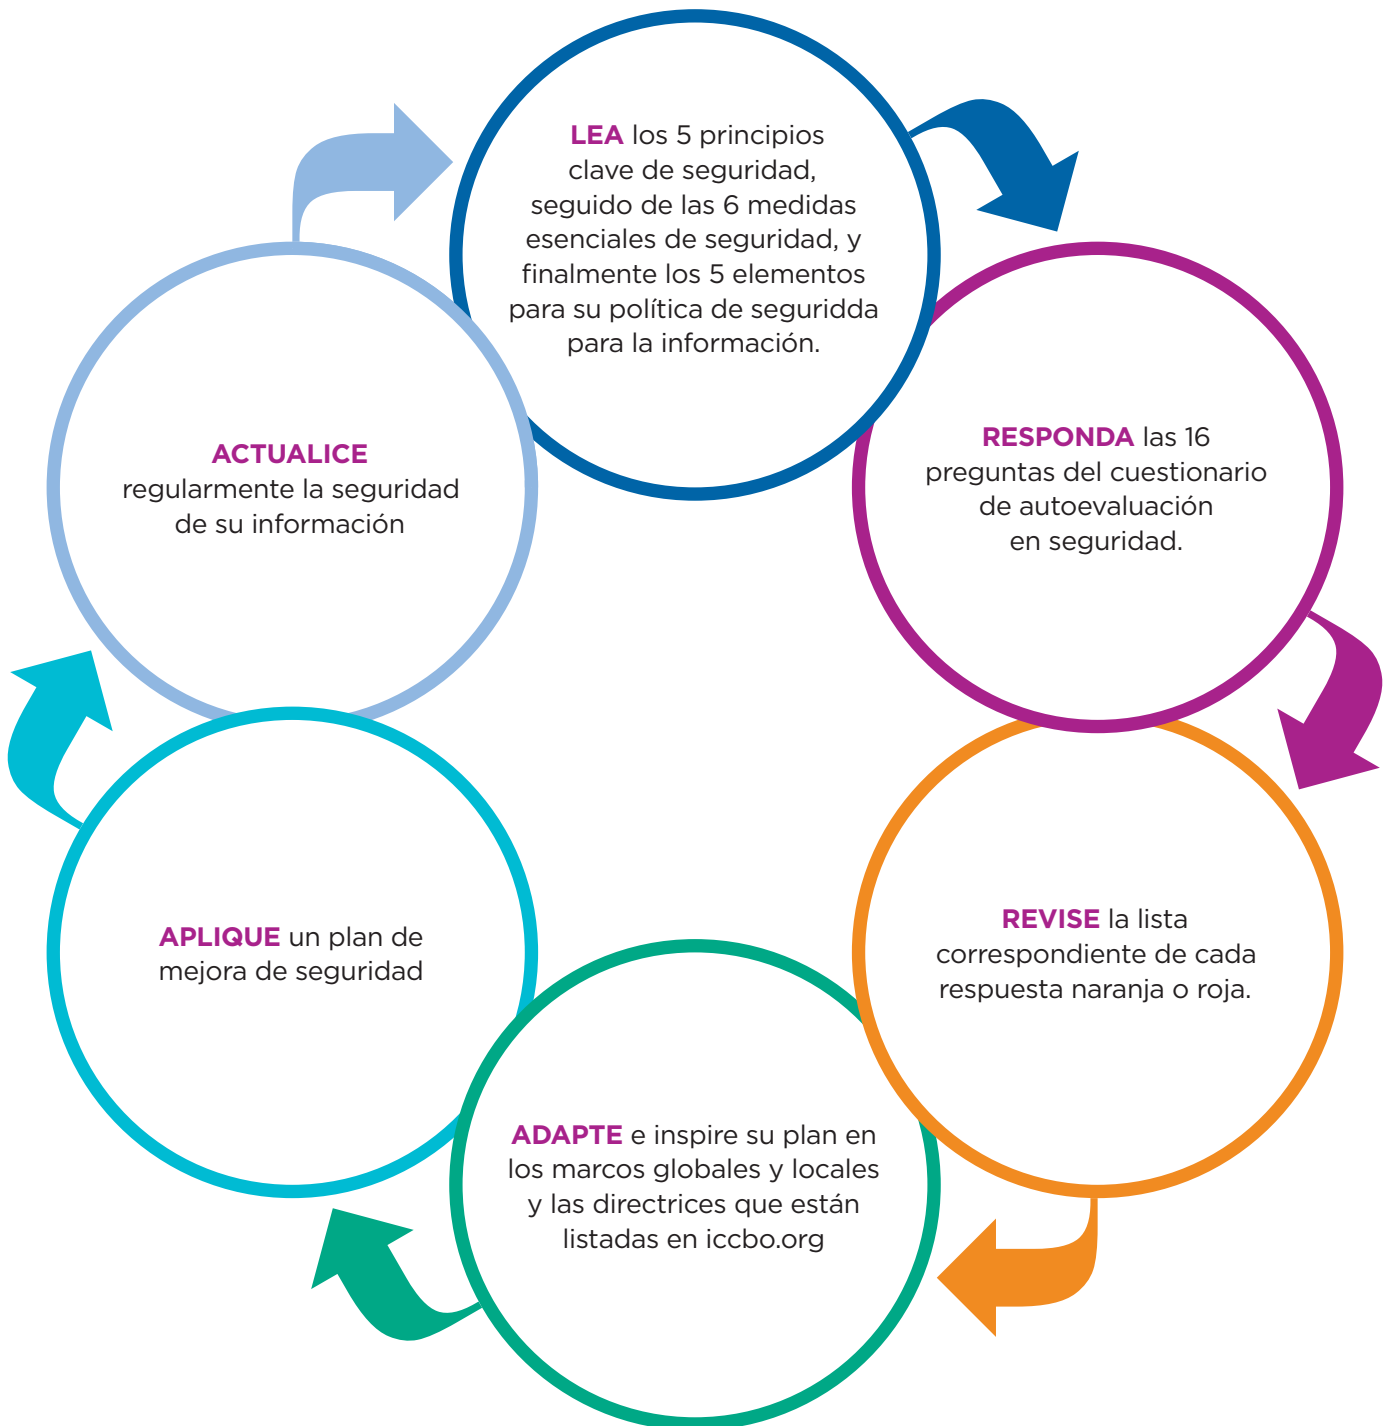 LEA los 5 principios
clave de seguridad,
seguido de las 6 medidas
esenciales de seguridad, y
finalmente los 5 elementos
para su política de seguridda
para la información.
RESPONDA las 16
preguntas del cuestionario
de autoevaluación
en seguridad.
REVISE la lista
correspondiente de cada
respuesta naranja o roja.
ADAPTE e inspire su plan en
los marcos globales y locales
y las directrices que están
listadas en iccbo.org
APLIQUE un plan de
mejora de seguridad
ACTUALICE
regularmente la seguridad
de su información